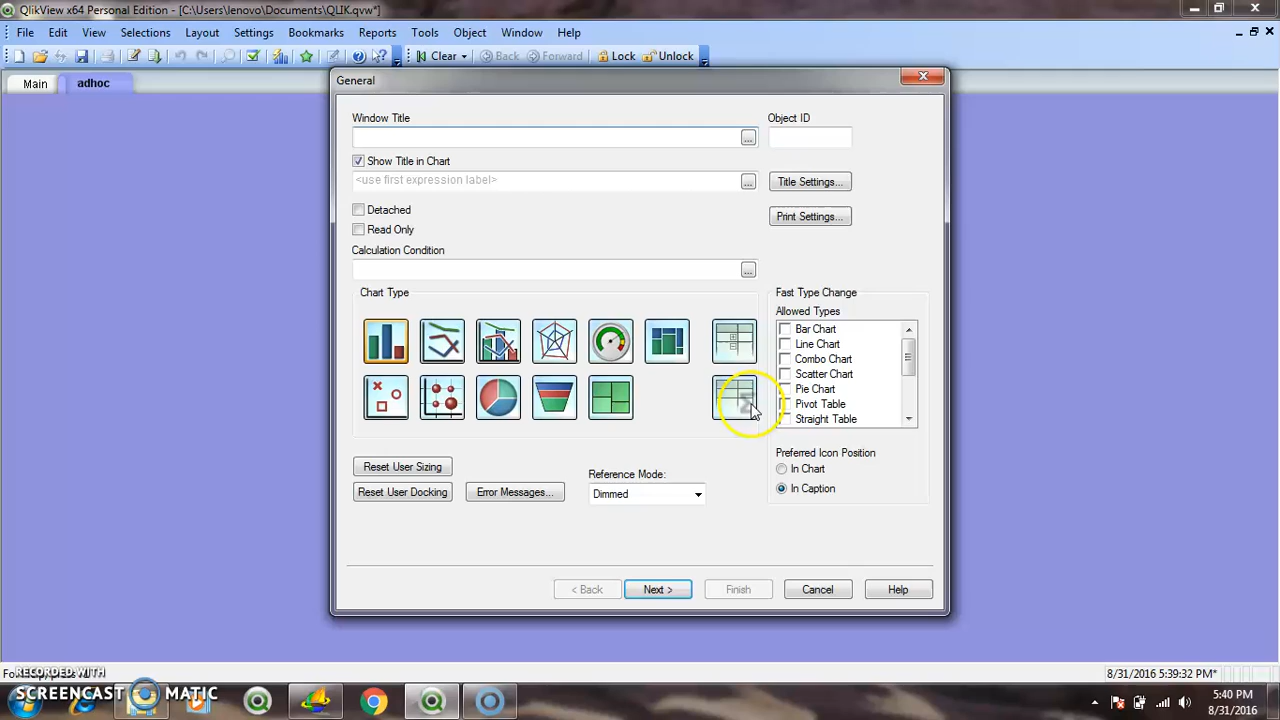 QlikView x64 Personal Edition - [C:\Users\lenovo\Documents\QLIK.qvw*]
File Edit View Selections Layout Settings Bookmarks Reports Tools Object Window Help
Clear Back Forward Lock Unlock
Main adhoc
General
Window Title
Object ID
...
Show Title in Chart
<use first expression label>
...
Title Settings...
Detached
Print Settings...
Read Only
Calculation Condition
...
Chart Type
Fast Type Change
Allowed Types
Bar Chart
Line Chart
Combo Chart
Scatter Chart
Pie Chart
Pivot Table
Straight Table
Preferred Icon Position
In Chart
In Caption
Reset User Sizing
Reference Mode:
Reset User Docking
Error Messages...
Dimmed
< Back
Next >
Finish
Cancel
Help
RECORDED WITH
8/31/2016 5:39:32 PM*
SCREENCAST MATIC
5:40 PM
8/31/2016